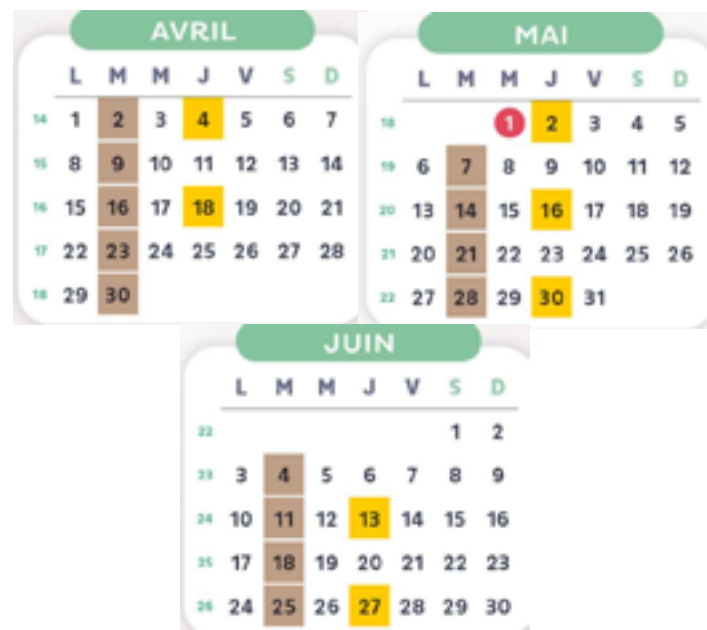 AVRIL
L M M J V S D
14 1 2 3 4 5 6 7
15 8 9 10 11 12 13 14
16 15 16 17 18 19 20 21
17 22 23 24 25 26 27 28
18 29 30
MAI
L M M J V S D
18 1 2 3 4 5
19 6 7 8 9 10 11 12
20 13 14 15 16 17 18 19
21 20 21 22 23 24 25 26
22 27 28 29 30 31
JUIN
L M M J V S D
22 1 2
23 3 4 5 6 7 8 9
24 10 11 12 13 14 15 16
25 17 18 19 20 21 22 23
26 24 25 26 27 28 29 30